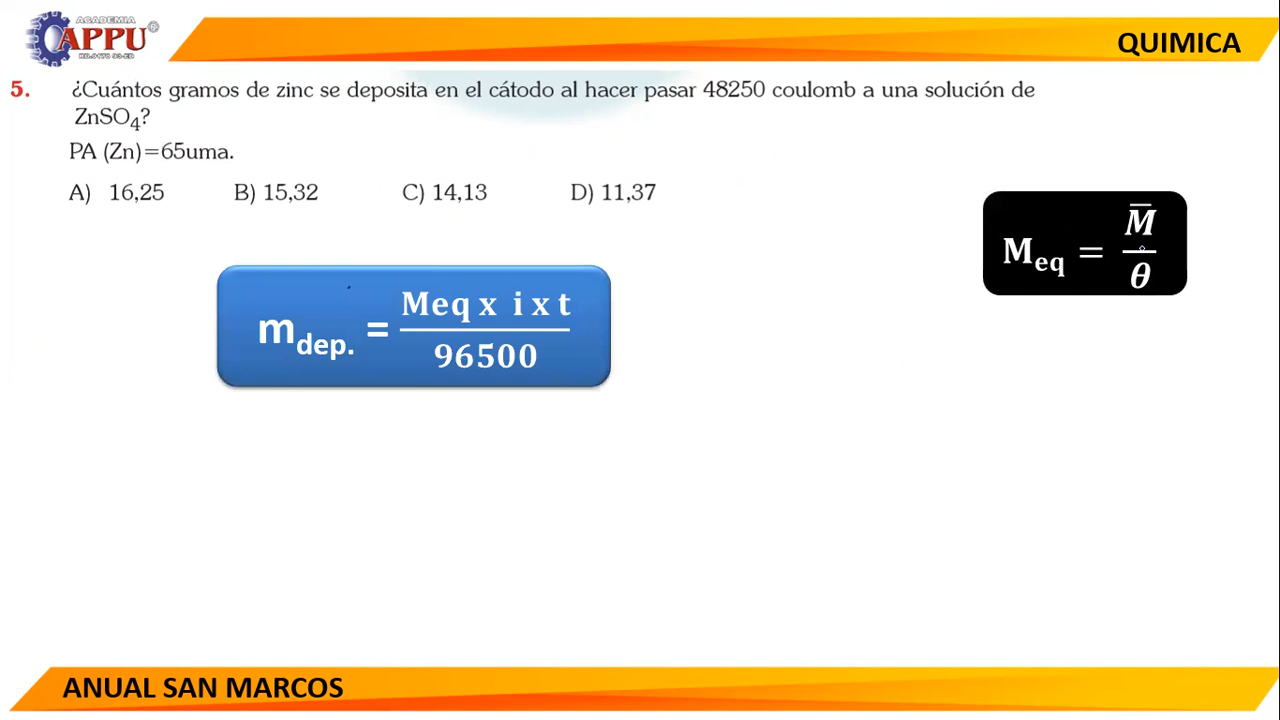 ACADEMIA
APPU®
QUIMICA
5. ¿Cuántos gramos de zinc se deposita en el cátodo al hacer pasar 48250 coulomb a una solución de
ZnSO₄?
PA (Zn)=65uma.
A) 16,25 B) 15,32 C) 14,13 D) 11,37
M_eq = M̅/θ
m_dep. = Meq x i x t / 96500
ANUAL SAN MARCOS